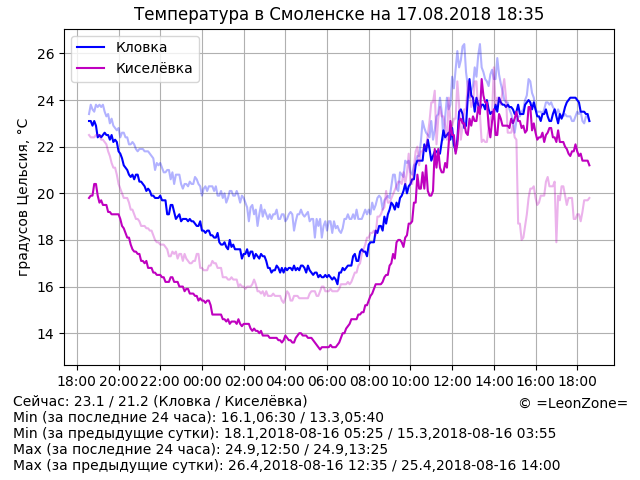 Температура в Смоленске на 17.08.2018 18:35
градусов Цельсия, °C
26
24
22
20
18
16
14
Кловка
Киселёвка
18:00 20:00 22:00 00:00 02:00 04:00 06:00 08:00 10:00 12:00 14:00 16:00 18:00
Сейчас: 23.1 / 21.2 (Кловка / Киселёвка)
© =LeonZone=
Min (за последние 24 часа): 16.1,06:30 / 13.3,05:40
Min (за предыдущие сутки): 18.1,2018-08-16 05:25 / 15.3,2018-08-16 03:55
Max (за последние 24 часа): 24.9,12:50 / 24.9,13:25
Max (за предыдущие сутки): 26.4,2018-08-16 12:35 / 25.4,2018-08-16 14:00